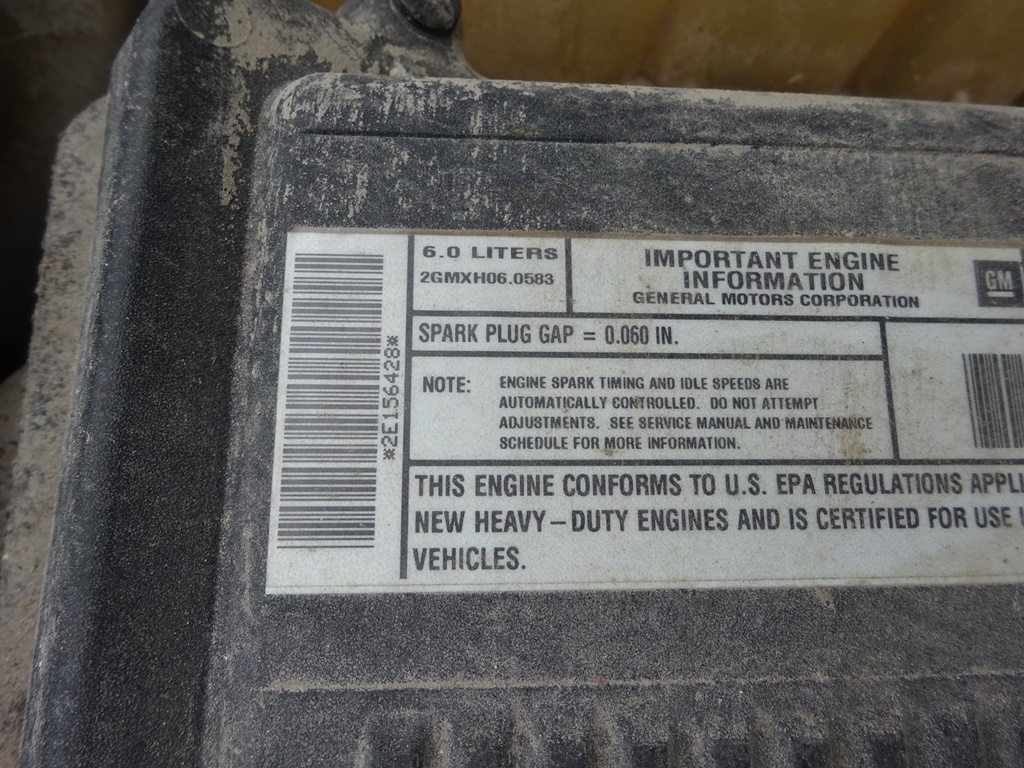 6.0 LITERS
2GMXH06.0583
IMPORTANT ENGINE
INFORMATION
GENERAL MOTORS CORPORATION
GM
*2E156428*
SPARK PLUG GAP = 0.060 IN.
NOTE: ENGINE SPARK TIMING AND IDLE SPEEDS ARE
AUTOMATICALLY CONTROLLED. DO NOT ATTEMPT
ADJUSTMENTS. SEE SERVICE MANUAL AND MAINTENANCE
SCHEDULE FOR MORE INFORMATION.
THIS ENGINE CONFORMS TO U.S. EPA REGULATIONS APPLI
NEW HEAVY-DUTY ENGINES AND IS CERTIFIED FOR USE I
VEHICLES.